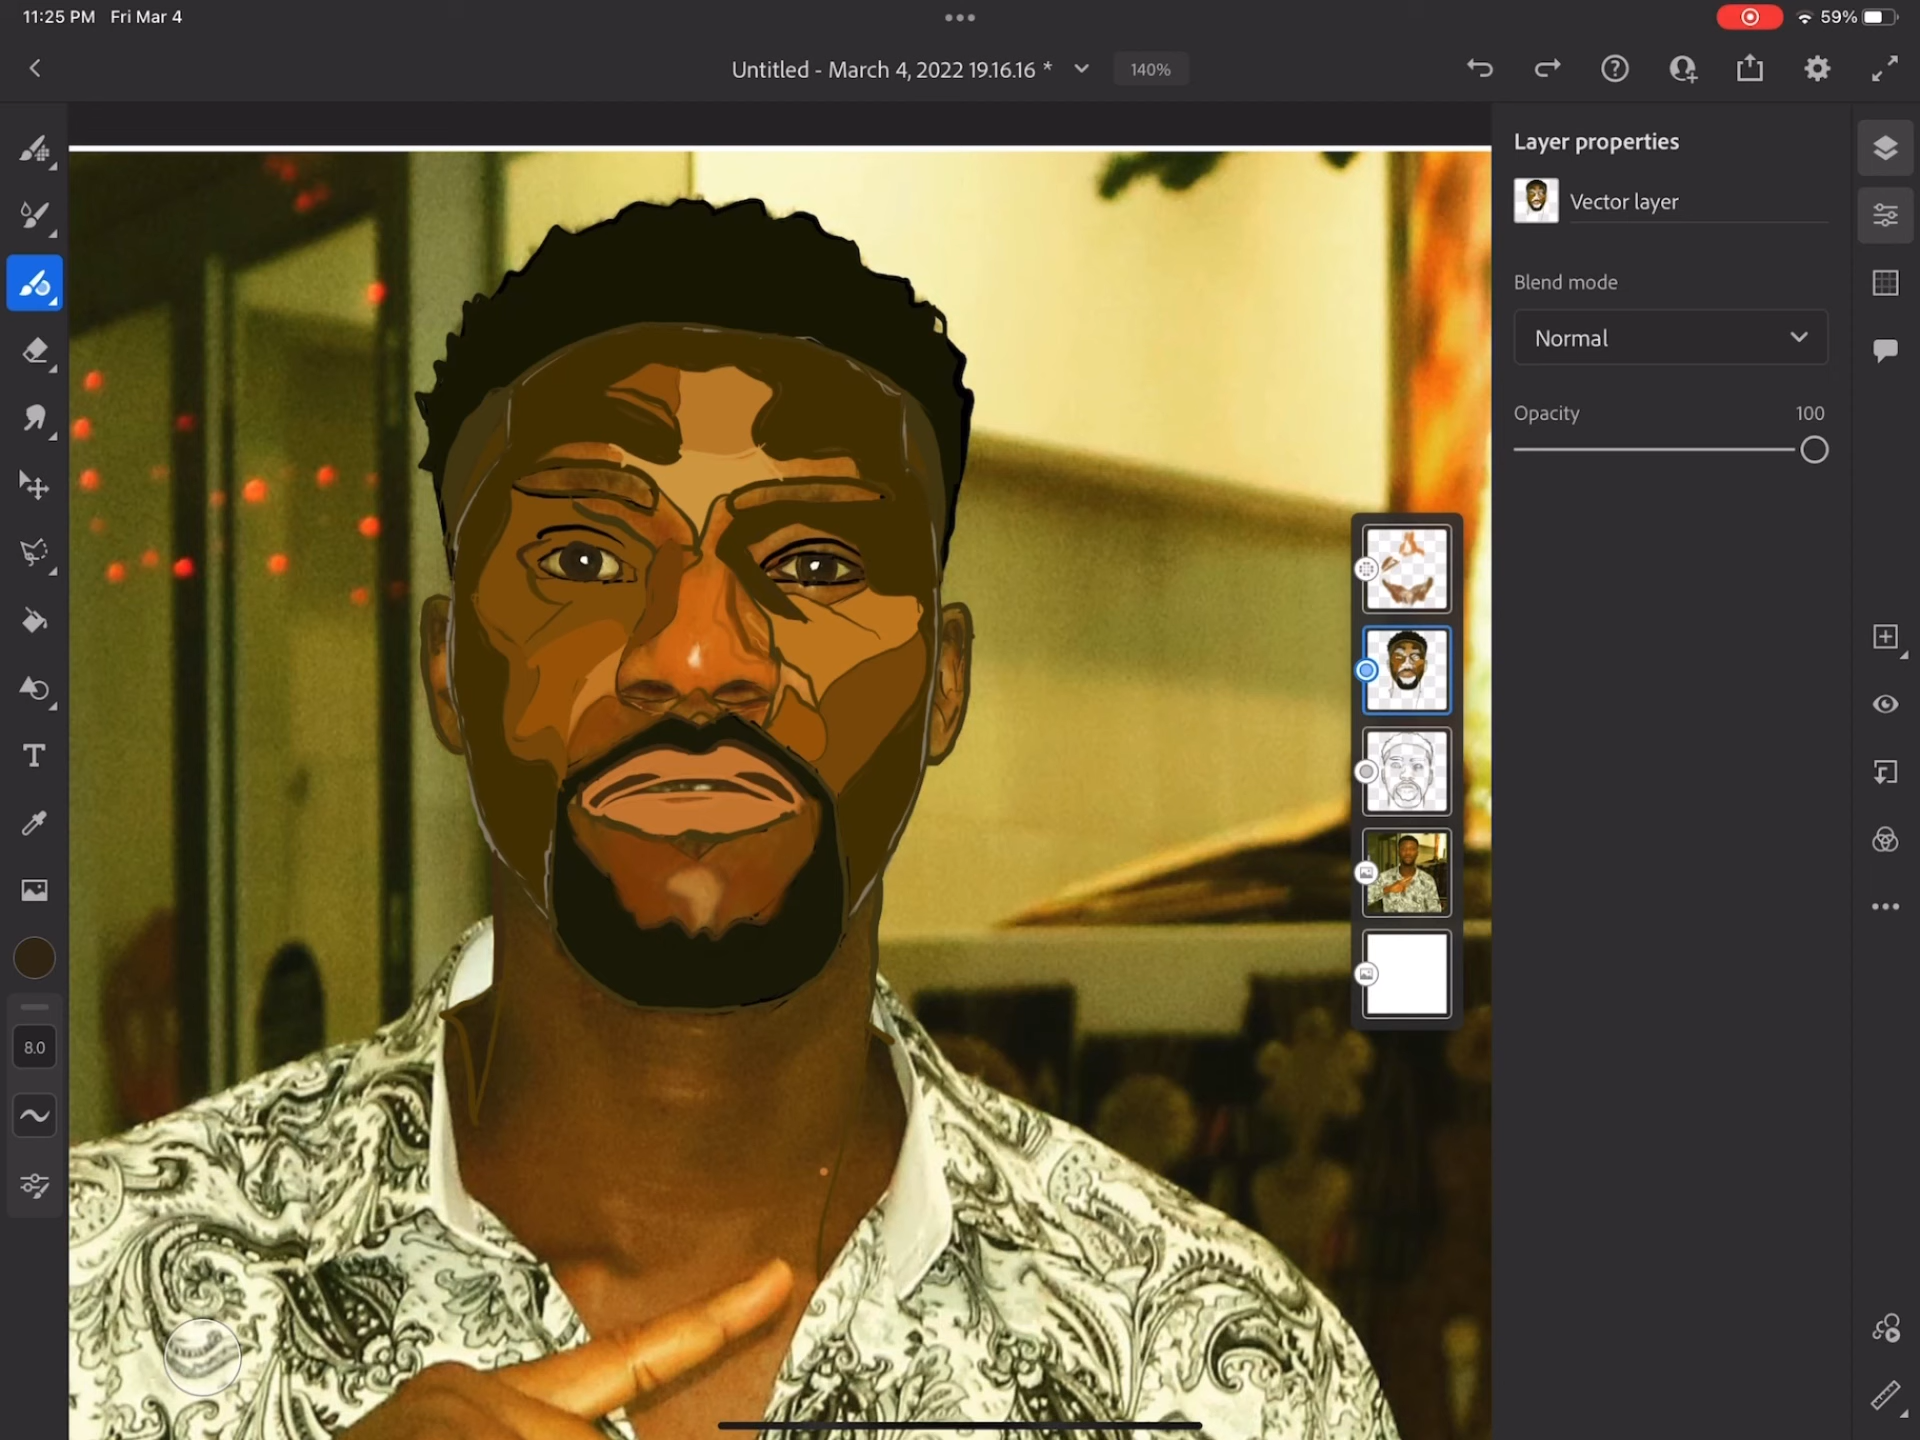 11:25 PM Fri Mar 4
59%
Untitled - March 4, 2022 19.16.16 *
140%
Layer properties
Vector layer
Blend mode
Normal
Opacity 100
T
8.0